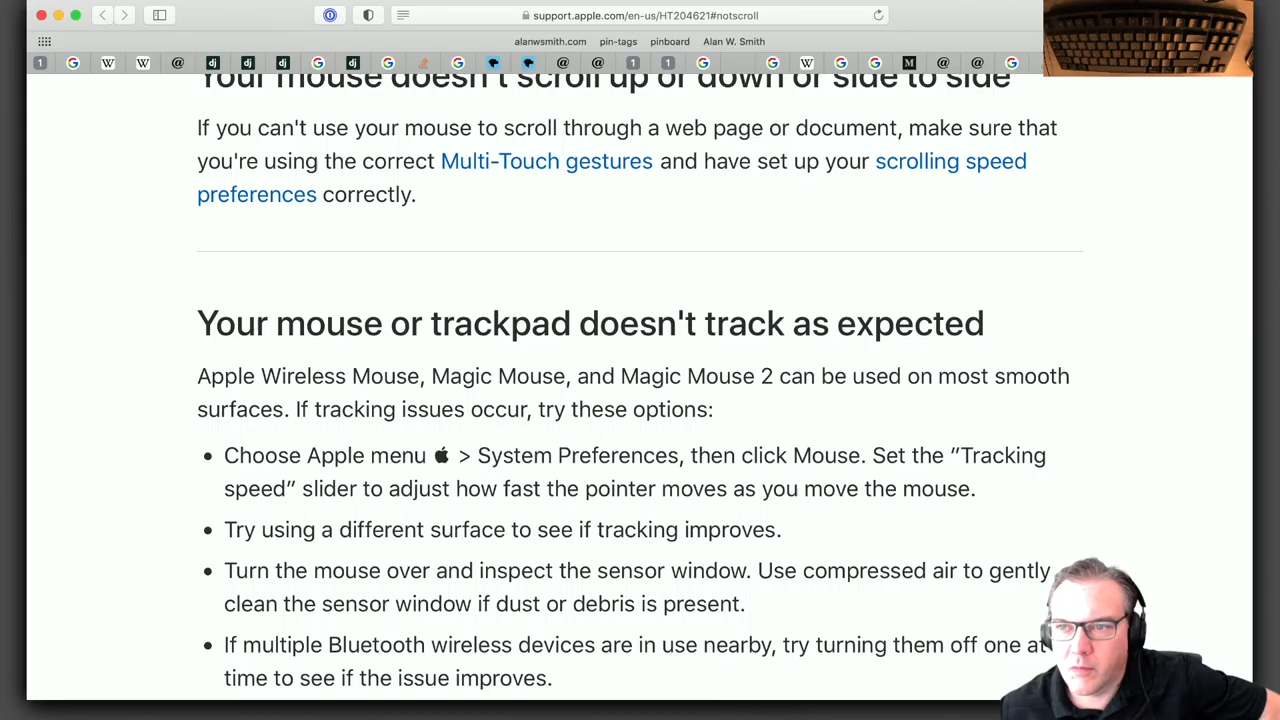 support.apple.com/en-us/HT204621#notscroll
alanwsmith.com pin-tags pinboard Alan W. Smith
1 G W W @ dj dj dj G dj G G @ @ 1 1 G G W G G M @ @ G
Your mouse doesn't scroll up or down or side to side
If you can't use your mouse to scroll through a web page or document, make sure that
you're using the correct Multi-Touch gestures and have set up your scrolling speed
preferences correctly.
Your mouse or trackpad doesn't track as expected
Apple Wireless Mouse, Magic Mouse, and Magic Mouse 2 can be used on most smooth
surfaces. If tracking issues occur, try these options:
• Choose Apple menu > System Preferences, then click Mouse. Set the ”Tracking
speed” slider to adjust how fast the pointer moves as you move the mouse.
• Try using a different surface to see if tracking improves.
• Turn the mouse over and inspect the sensor window. Use compressed air to gently
clean the sensor window if dust or debris is present.
• If multiple Bluetooth wireless devices are in use nearby, try turning them off one at
time to see if the issue improves.